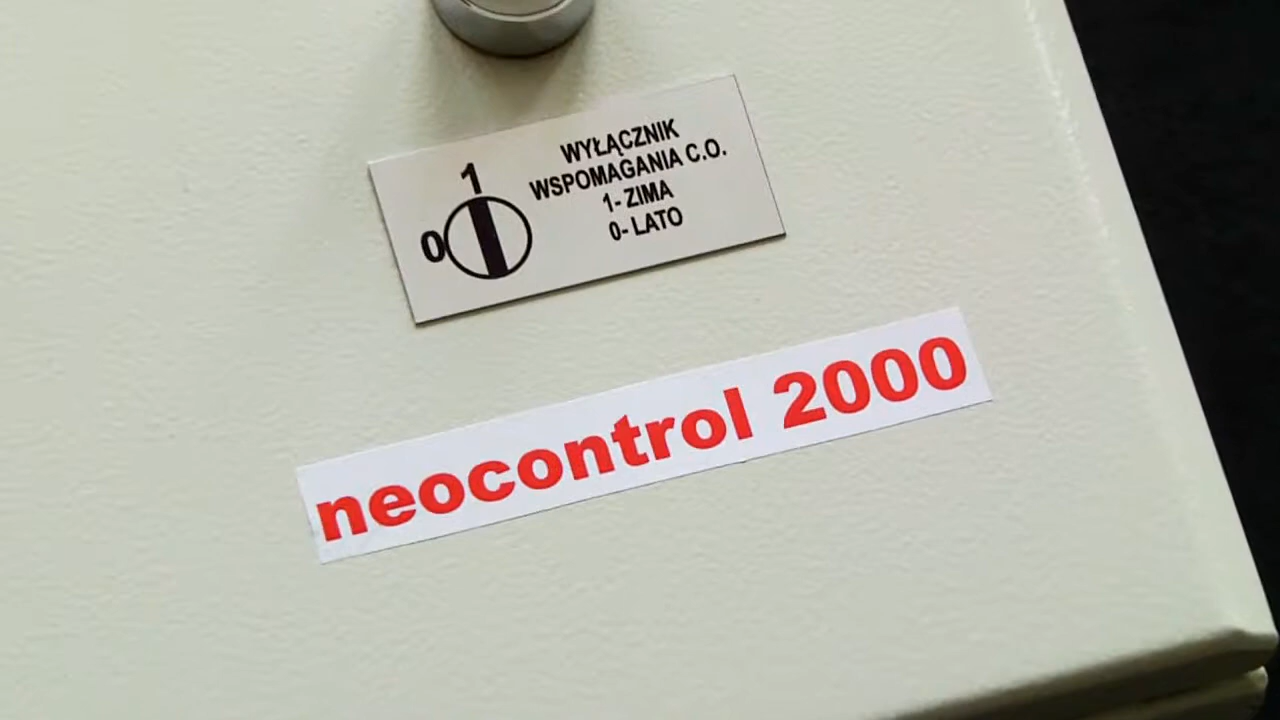 1
0
WYŁĄCZNIK
WSPOMAGANIA C.O.
1- ZIMA
0- LATO
neocontrol 2000